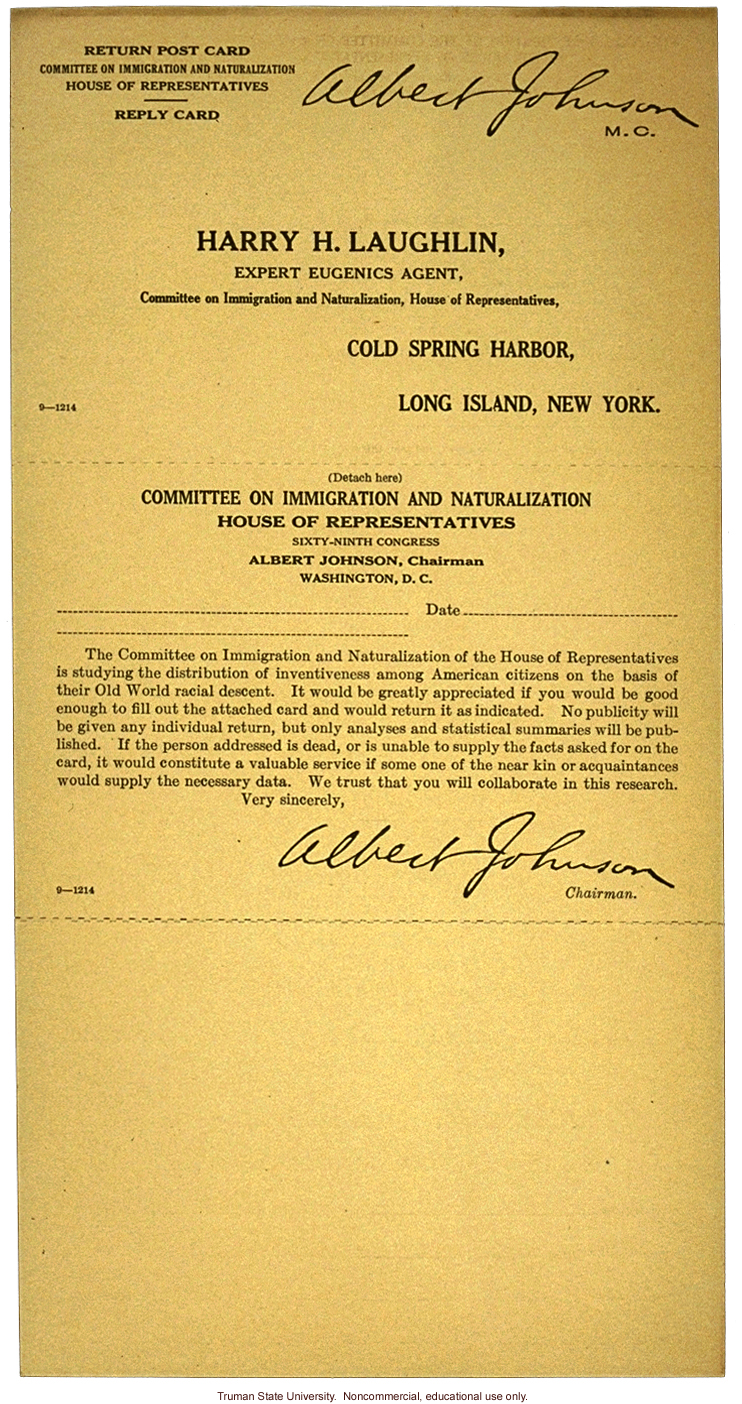 RETURN POST CARD
COMMITTEE ON IMMIGRATION AND NATURALIZATION
HOUSE OF REPRESENTATIVES
REPLY CARD
Albert Johnson
M. C.
HARRY H. LAUGHLIN,
EXPERT EUGENICS AGENT,
Committee on Immigration and Naturalization, House of Representatives,
COLD SPRING HARBOR,
9—1214
LONG ISLAND, NEW YORK.
(Detach here)
COMMITTEE ON IMMIGRATION AND NATURALIZATION
HOUSE OF REPRESENTATIVES
SIXTY-NINTH CONGRESS
ALBERT JOHNSON, Chairman
WASHINGTON, D. C.
Date
The Committee on Immigration and Naturalization of the House of Representatives
is studying the distribution of inventiveness among American citizens on the basis of
their Old World racial descent. It would be greatly appreciated if you would be good
enough to fill out the attached card and would return it as indicated. No publicity will
be given any individual return, but only analyses and statistical summaries will be pub-
lished. If the person addressed is dead, or is unable to supply the facts asked for on the
card, it would constitute a valuable service if some one of the near kin or acquaintances
would supply the necessary data. We trust that you will collaborate in this research.
Very sincerely,
Albert Johnson
9—1214
Chairman.
Truman State University. Noncommercial, educational use only.